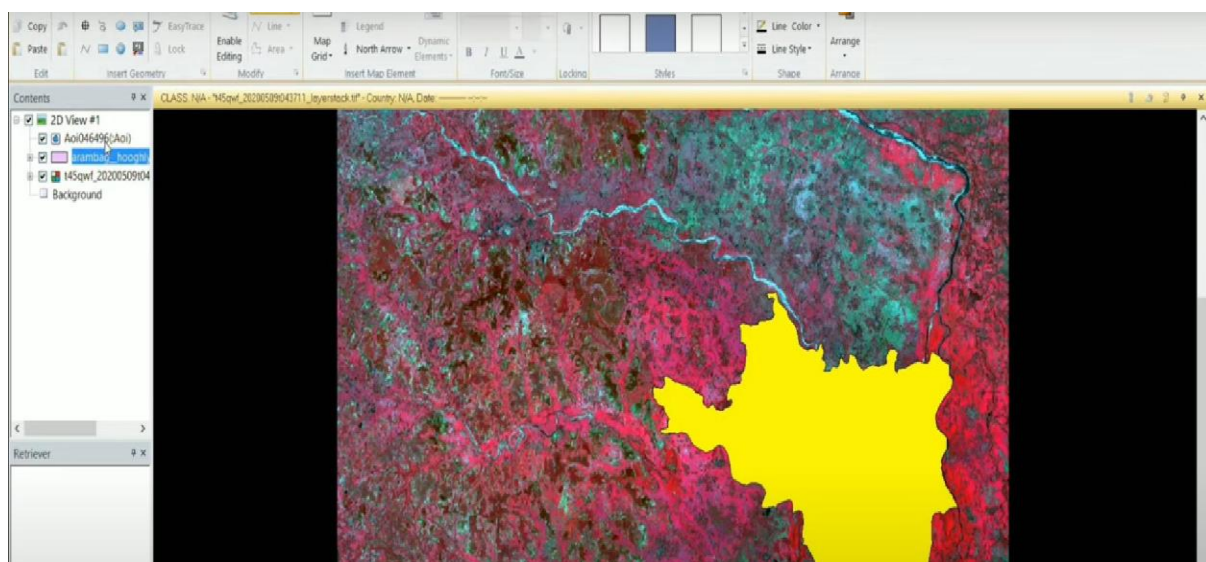 Copy EasyTrace Line Legend Line Color
Paste Lock Enable Editing Area Map Grid North Arrow Dynamic Elements B I U A Line Style Arrange
Edit Insert Geometry Modify Insert Map Element Font/Size Locking Styles Shape Arrange
Contents CLASS: N/A - "t45qwf_20200509t043711_layerstack.tif" - Country: N/A, Date:
2D View #1
Aoi046496(:Aoi)
t45qwf_20200509t04
Background
Retriever